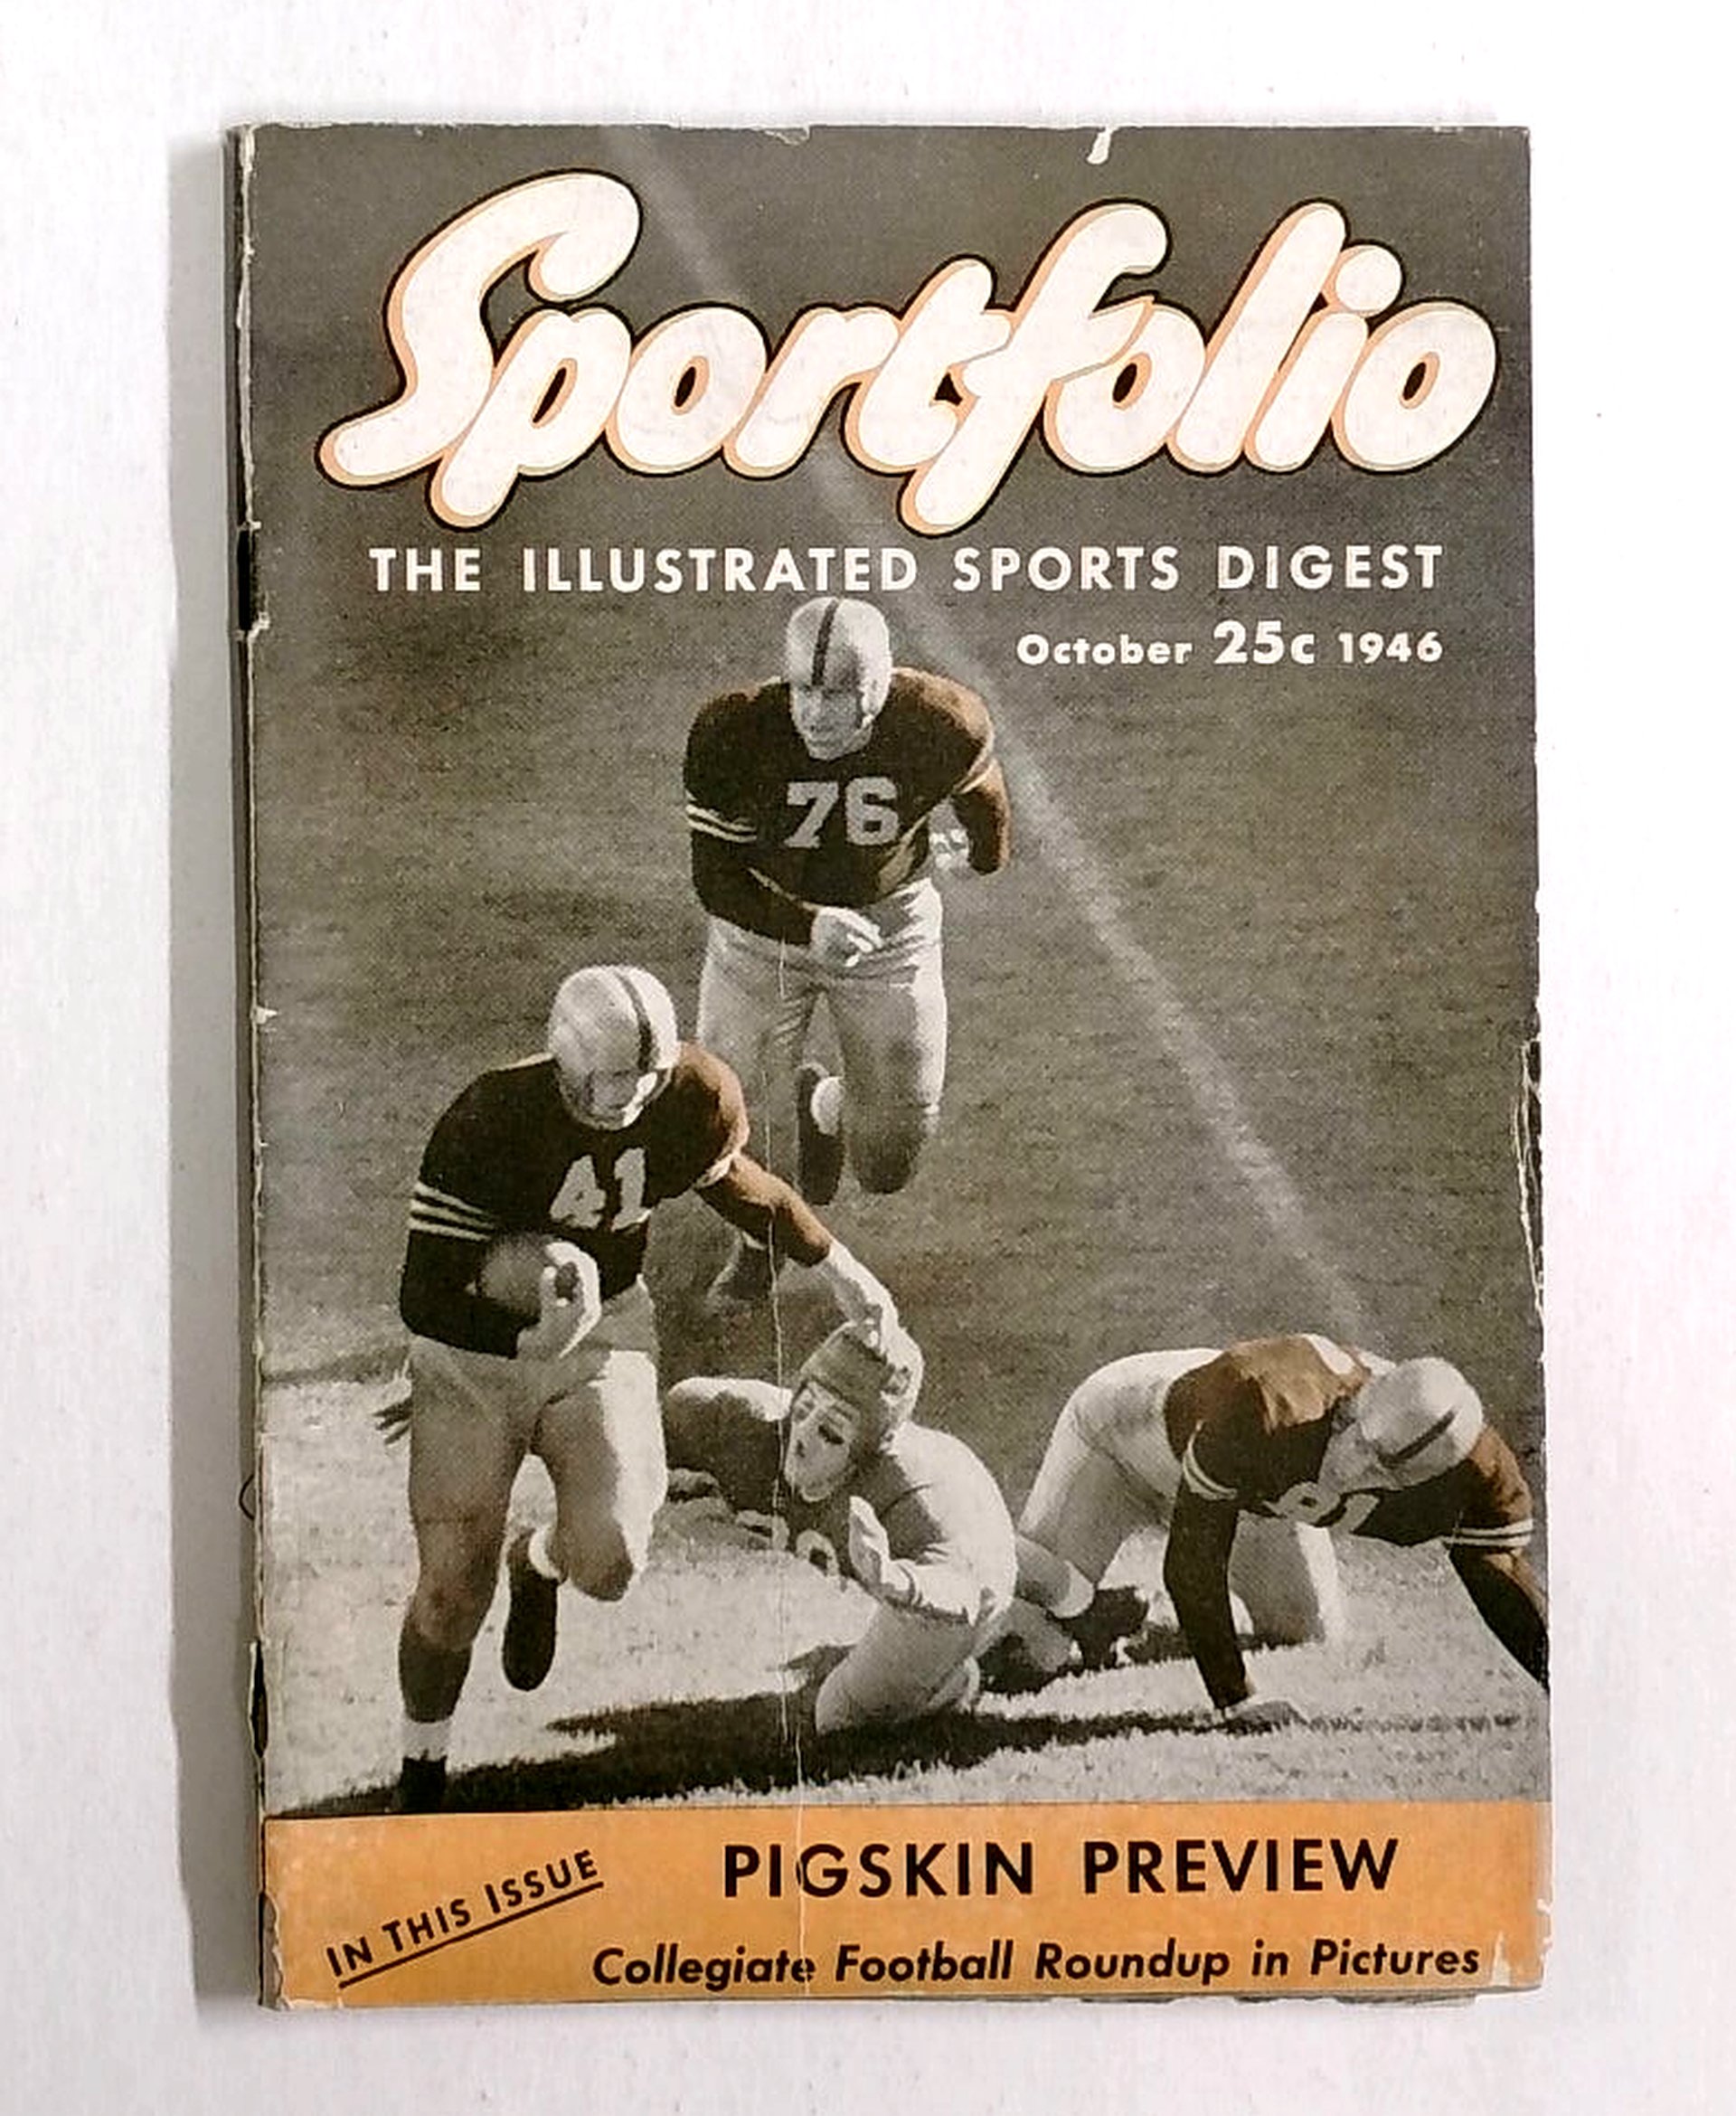 Sportfolio
THE ILLUSTRATED SPORTS DIGEST
October 25c 1946
76
41
IN THIS ISSUE
PIGSKIN PREVIEW
Collegiate Football Roundup in Pictures